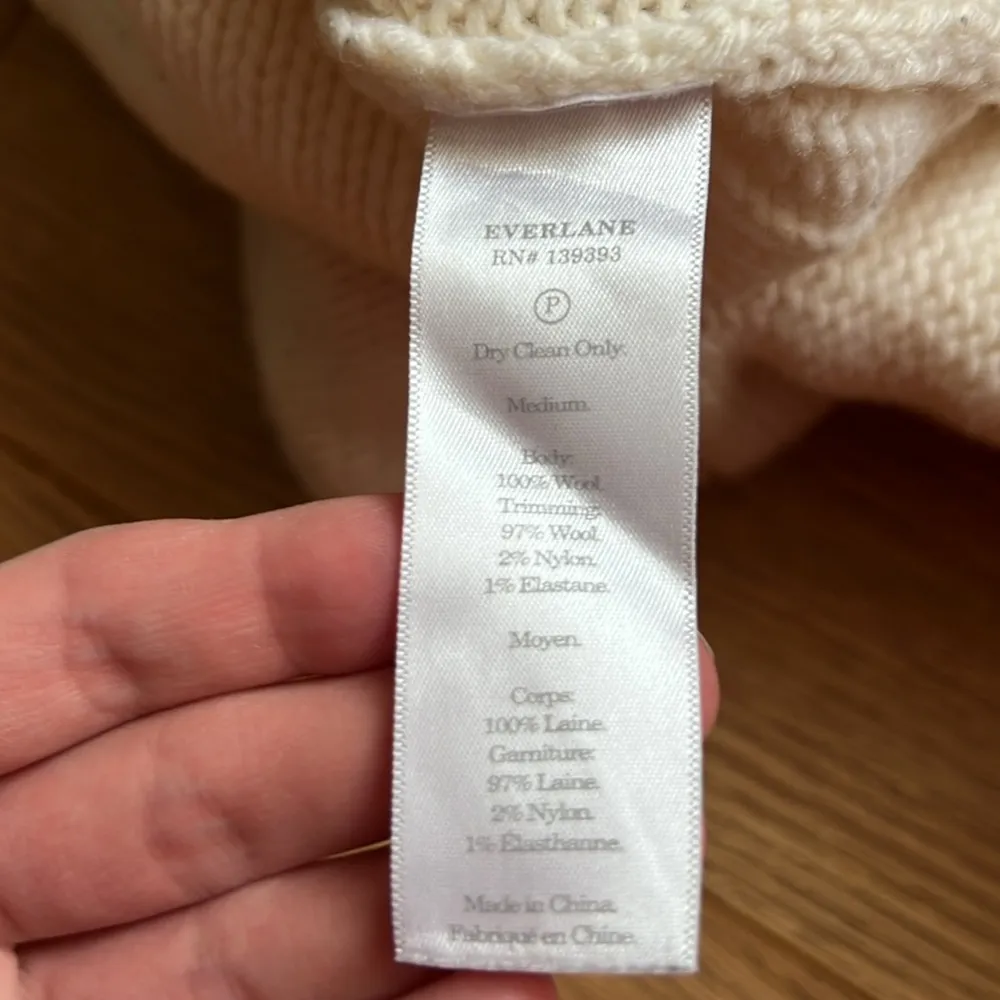 EVERLANE
RN# 139393
P
Dry Clean Only.
Medium.
Body:
100% Wool.
Trimming:
97% Wool.
2% Nylon.
1% Elastane.
Moyen.
Corps:
100% Laine.
Garniture:
97% Laine.
2% Nylon.
1% Élasthanne.
Made in China.
Fabriqué en Chine.